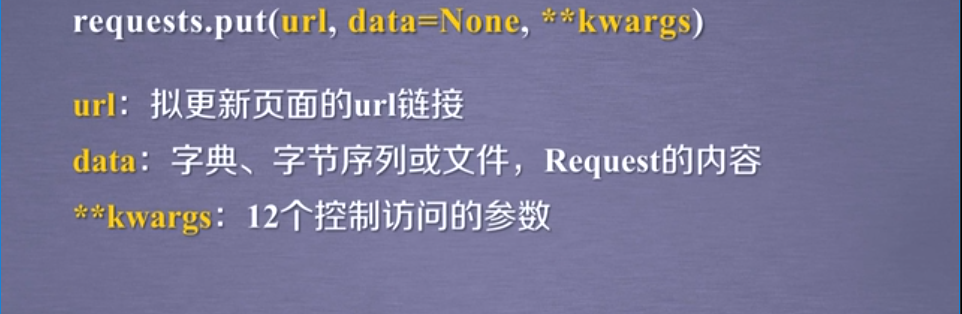 requests.put(url, data=None, **kwargs)
url：拟更新页面的url链接
data：字典、字节序列或文件，Request的内容
**kwargs：12个控制访问的参数